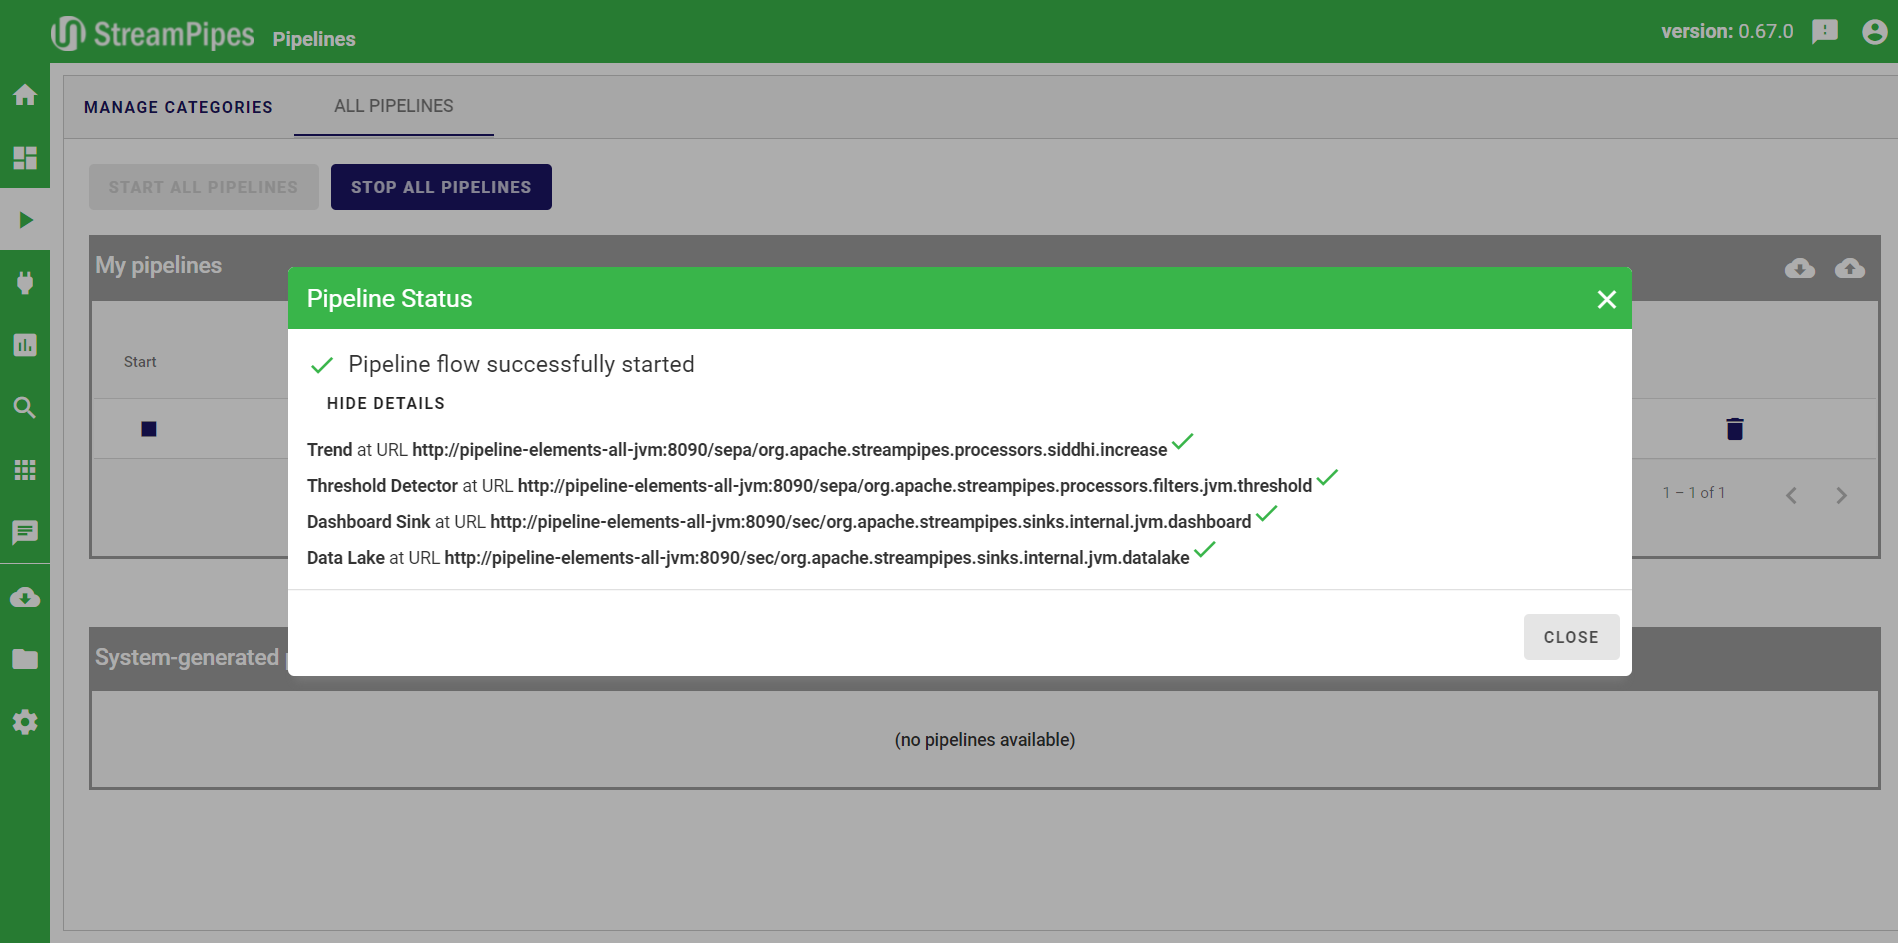 StreamPipes Pipelines version: 0.67.0
MANAGE CATEGORIES ALL PIPELINES
START ALL PIPELINES STOP ALL PIPELINES
My pipelines
Pipeline Status
Pipeline flow successfully started
Start
HIDE DETAILS
Trend at URL http://pipeline-elements-all-jvm:8090/sepa/org.apache.streampipes.processors.siddhi.increase
Threshold Detector at URL http://pipeline-elements-all-jvm:8090/sepa/org.apache.streampipes.processors.filters.jvm.threshold
1 – 1 of 1
Dashboard Sink at URL http://pipeline-elements-all-jvm:8090/sec/org.apache.streampipes.sinks.internal.jvm.dashboard
Data Lake at URL http://pipeline-elements-all-jvm:8090/sec/org.apache.streampipes.sinks.internal.jvm.datalake
CLOSE
System-generated
(no pipelines available)